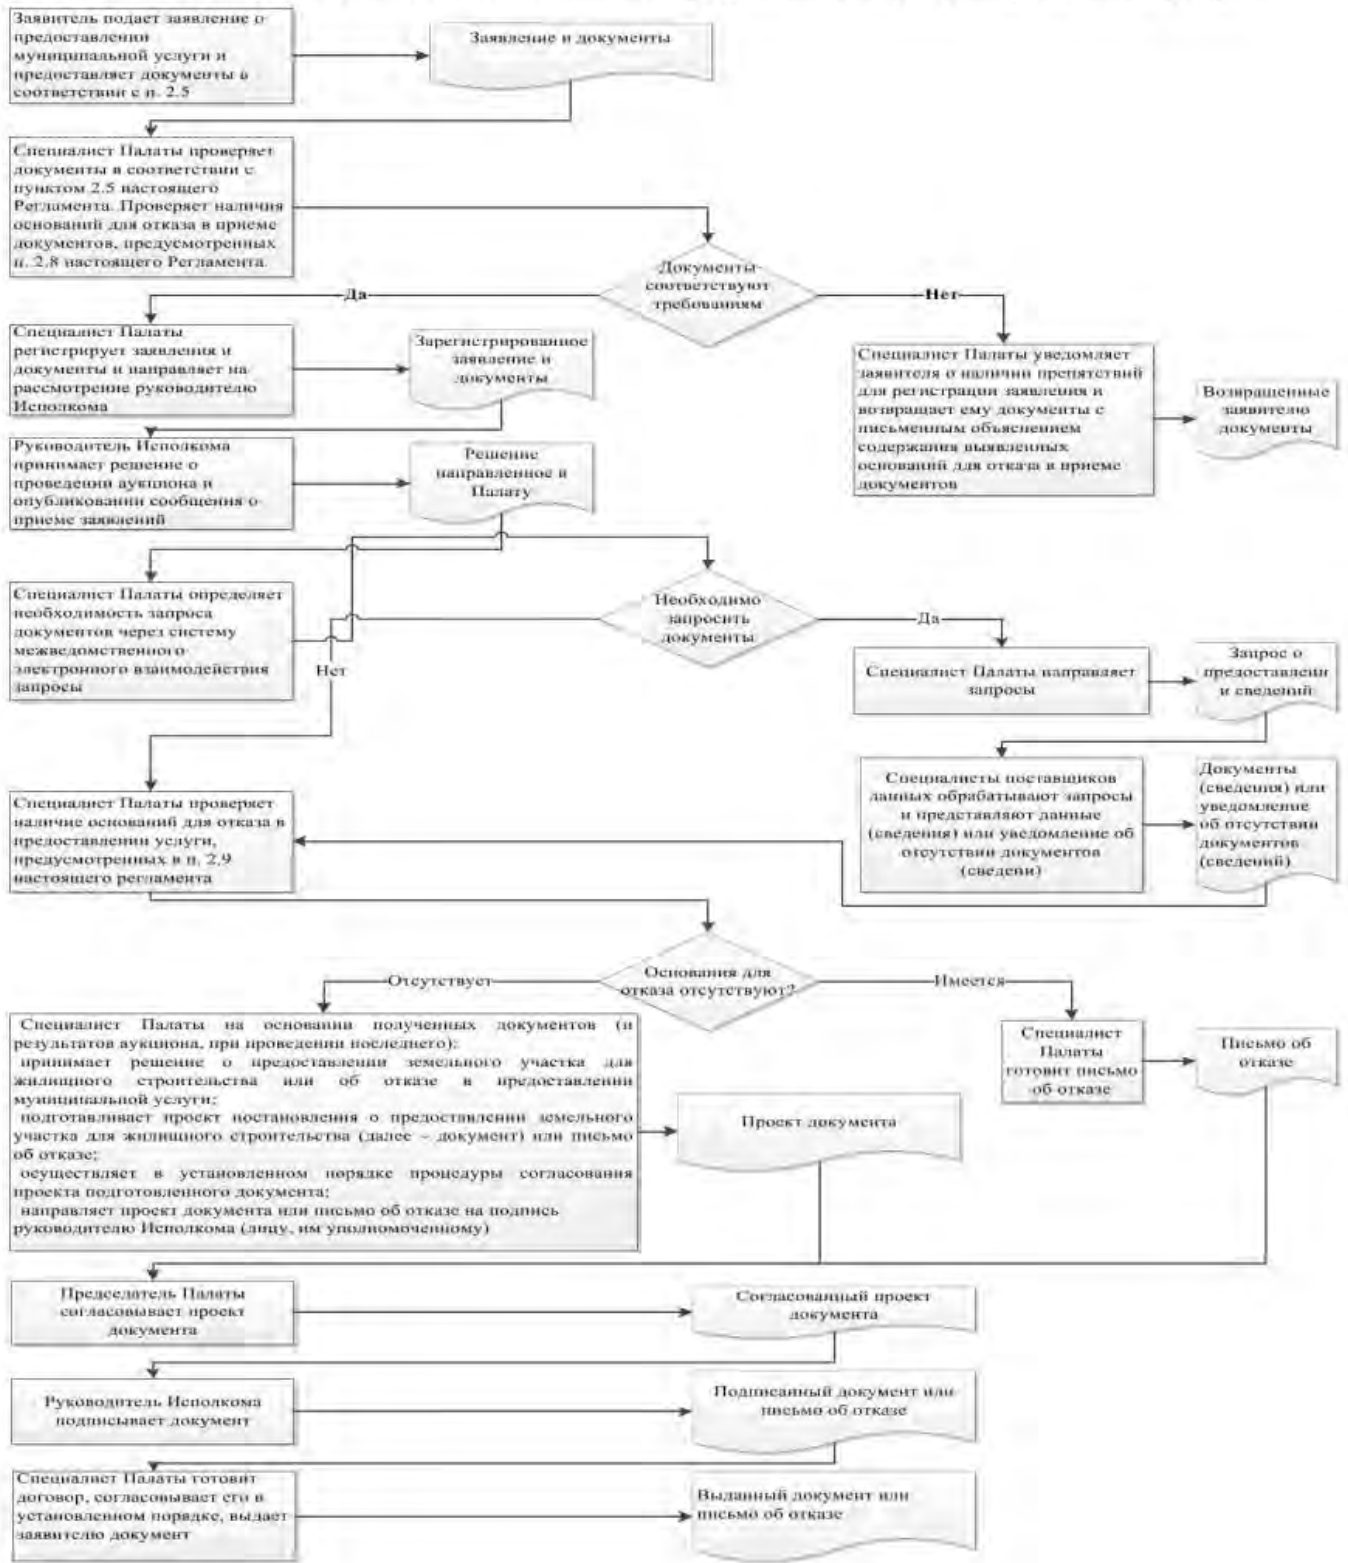 Заявитель подает заявление о
предоставлении
муниципальной услуги и
предоставляет документы в
соответствии с п. 2.5
Заявление и документы
Специалист Палаты проверяет
документы в соответствии с
пунктом 2.5 настоящего
Регламента. Проверяет наличия
оснований для отказа в приеме
документов, предусмотренных
п. 2.8 настоящего Регламента.
Документы
соответствуют
требованиям
Да
Нет
Специалист Палаты
регистрирует заявления и
документы и направляет на
рассмотрение руководителю
Исполкома
Зарегистрированное
заявление и
документы
Специалист Палаты уведомляет
заявителя о наличии препятствий
для регистрации заявления и
возвращает ему документы с
письменным объяснением
содержания выявленных
оснований для отказа в приеме
документов
Возвращенные
заявителю
документы
Руководитель Исполкома
принимает решение о
проведении аукциона и
опубликовании сообщения о
приеме заявлений
Решение
направленное в
Палату
Специалист Палаты определяет
необходимость запроса
документов через систему
межведомственного
электронного взаимодействия
запросы
Необходимо
запросить
документы
Да
Нет
Специалист Палаты направляет
запросы
Запрос о
предоставлени
и сведений
Специалисты поставщиков
данных обрабатывают запросы
и представляют данные
(сведения) или уведомление об
отсутствии документов
(сведени)
Документы
(сведения) или
уведомление
об отсутствии
документов
(сведений)
Специалист Палаты проверяет
наличие оснований для отказа в
предоставлении услуги,
предусмотренных в п. 2.9
настоящего регламента
Основания для
отказа отсутствуют?
Отсутствует
Имеется
Специалист Палаты на основании полученных документов (и
результатов аукциона, при проведении последнего):
принимает решение о предоставлении земельного участка для
жилищного строительства или об отказе в предоставлении
муниципальной услуги;
подготавливает проект постановления о предоставлении земельного
участка для жилищного строительства (далее – документ) или письмо
об отказе;
осуществляет в установленном порядке процедуры согласования
проекта подготовленного документа;
направляет проект документа или письмо об отказе на подпись
руководителю Исполкома (лицу, им уполномоченному)
Проект документа
Специалист
Палаты
готовит письмо
об отказе
Письмо об
отказе
Председатель Палаты
согласовывает проект
документа
Согласованный проект
документа
Руководитель Исполкома
подписывает документ
Подписанный документ или
письмо об отказе
Специалист Палаты готовит
договор, согласовывает его в
установленном порядке, выдает
заявителю документ
Выданный документ или
письмо об отказе